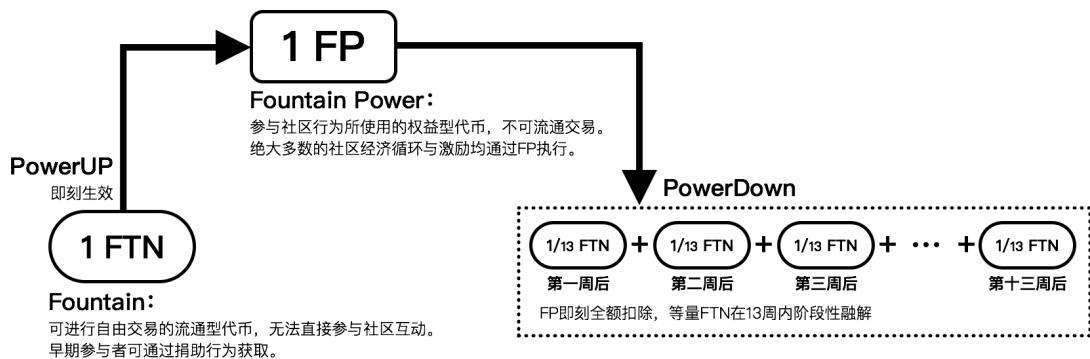 1 FP
Fountain Power：
参与社区行为所使用的权益型代币，不可流通交易。
绝大多数的社区经济循环与激励均通过FP执行。
PowerUP
即刻生效
1 FTN
Fountain：
可进行自由交易的流通型代币，无法直接参与社区互动。
早期参与者可通过捐助行为获取。
PowerDown
1/13 FTN + 1/13 FTN + 1/13 FTN + ··· + 1/13 FTN
第一周后 第二周后 第三周后 第十三周后
FP即刻全额扣除，等量FTN在13周内阶段性融解